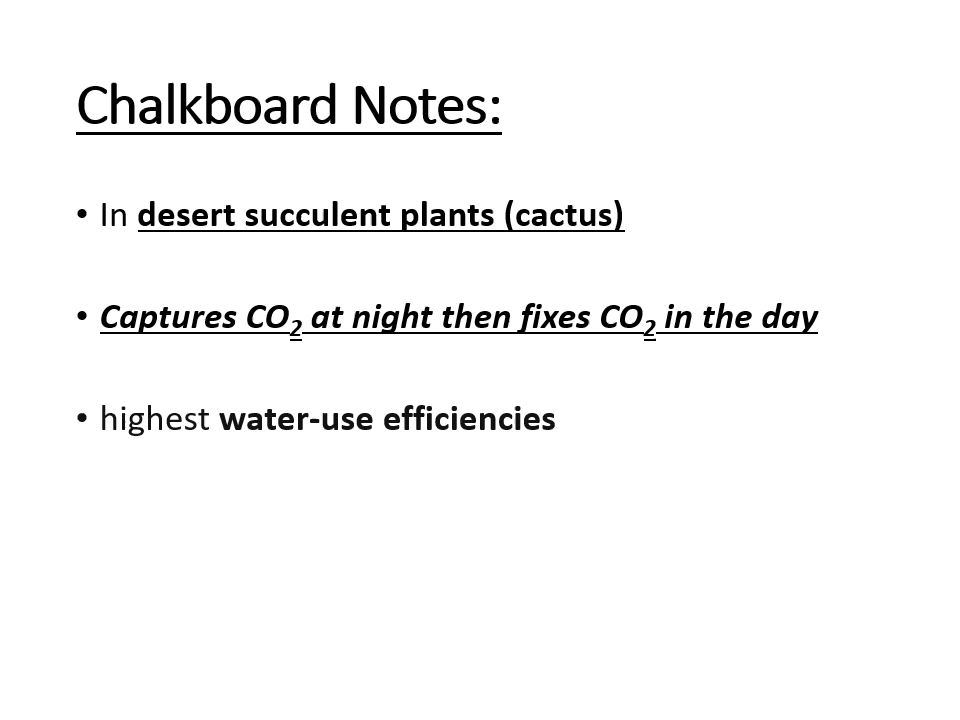 Chalkboard Notes:
• In desert succulent plants (cactus)
• Captures CO₂ at night then fixes CO₂ in the day
• highest water-use efficiencies